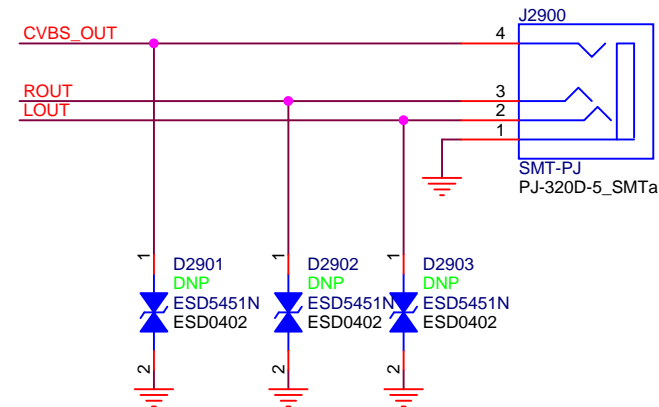 J2900
CVBS_OUT
4
ROUT
3
LOUT
2
1
SMT-PJ
PJ-320D-5_SMTa
1
D2901
DNP
ESD5451N
ESD0402
2
1
D2902
DNP
ESD5451N
ESD0402
2
1
D2903
DNP
ESD5451N
ESD0402
2